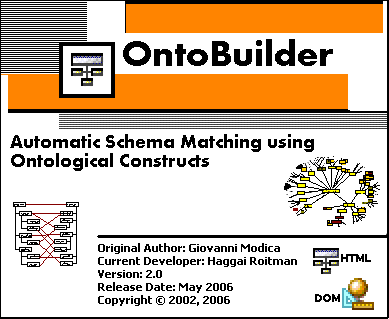 OntoBuilder
Automatic Schema Matching using
Ontological Constructs
Original Author: Giovanni Modica
Current Developer: Haggai Roitman
Version: 2.0
Release Date: May 2006
Copyright © 2002, 2006
HTML
DOM